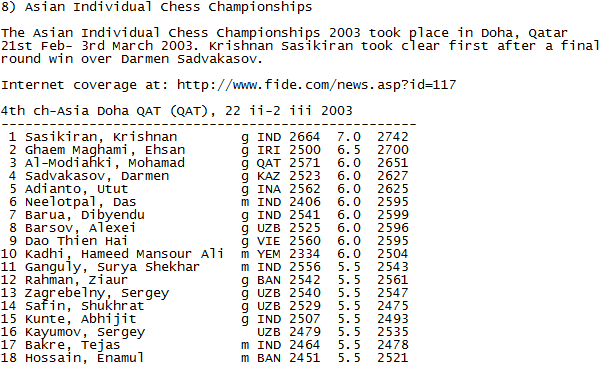 8) Asian Individual Chess Championships
The Asian Individual Chess Championships 2003 took place in Doha, Qatar
21st Feb- 3rd March 2003. Krishnan Sasikiran took clear first after a final
round win over Darmen Sadvakasov.
Internet coverage at: http://www.fide.com/news.asp?id=117
4th ch-Asia Doha QAT (QAT), 22 ii-2 iii 2003
----------------------------------------------------
1 Sasikiran, Krishnan g IND 2664 7.0 2742
2 Ghaem Maghami, Ehsan g IRI 2500 6.5 2700
3 Al-Modiahki, Mohamad g QAT 2571 6.0 2651
4 Sadvakasov, Darmen g KAZ 2523 6.0 2627
5 Adianto, Utut g INA 2562 6.0 2625
6 Neelotpal, Das m IND 2406 6.0 2595
7 Barua, Dibyendu g IND 2541 6.0 2599
8 Barsov, Alexei g UZB 2525 6.0 2596
9 Dao Thien Hai g VIE 2560 6.0 2595
10 Kadhi, Hameed Mansour Ali m YEM 2334 6.0 2504
11 Ganguly, Surya Shekhar m IND 2556 5.5 2543
12 Rahman, Ziaur g BAN 2542 5.5 2561
13 Zagrebelny, Sergey g UZB 2540 5.5 2547
14 Safin, Shukhrat g UZB 2529 5.5 2475
15 Kunte, Abhijit g IND 2507 5.5 2493
16 Kayumov, Sergey UZB 2479 5.5 2535
17 Bakre, Tejas m IND 2464 5.5 2478
18 Hossain, Enamul m BAN 2451 5.5 2521